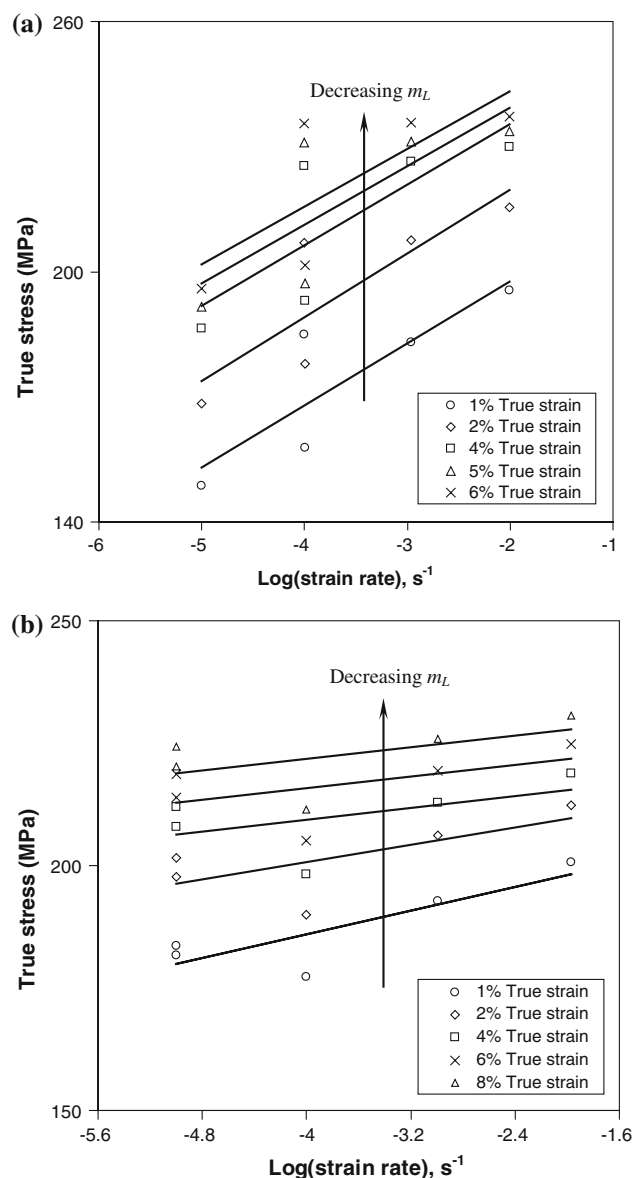 (a)
260
200
140
True stress (MPa)
Decreasing m_L
1% True strain
2% True strain
4% True strain
5% True strain
6% True strain
-6 -5 -4 -3 -2 -1
Log(strain rate), s⁻¹
(b)
250
200
150
True stress (MPa)
Decreasing m_L
1% True strain
2% True strain
4% True strain
6% True strain
8% True strain
-5.6 -4.8 -4 -3.2 -2.4 -1.6
Log(strain rate), s⁻¹